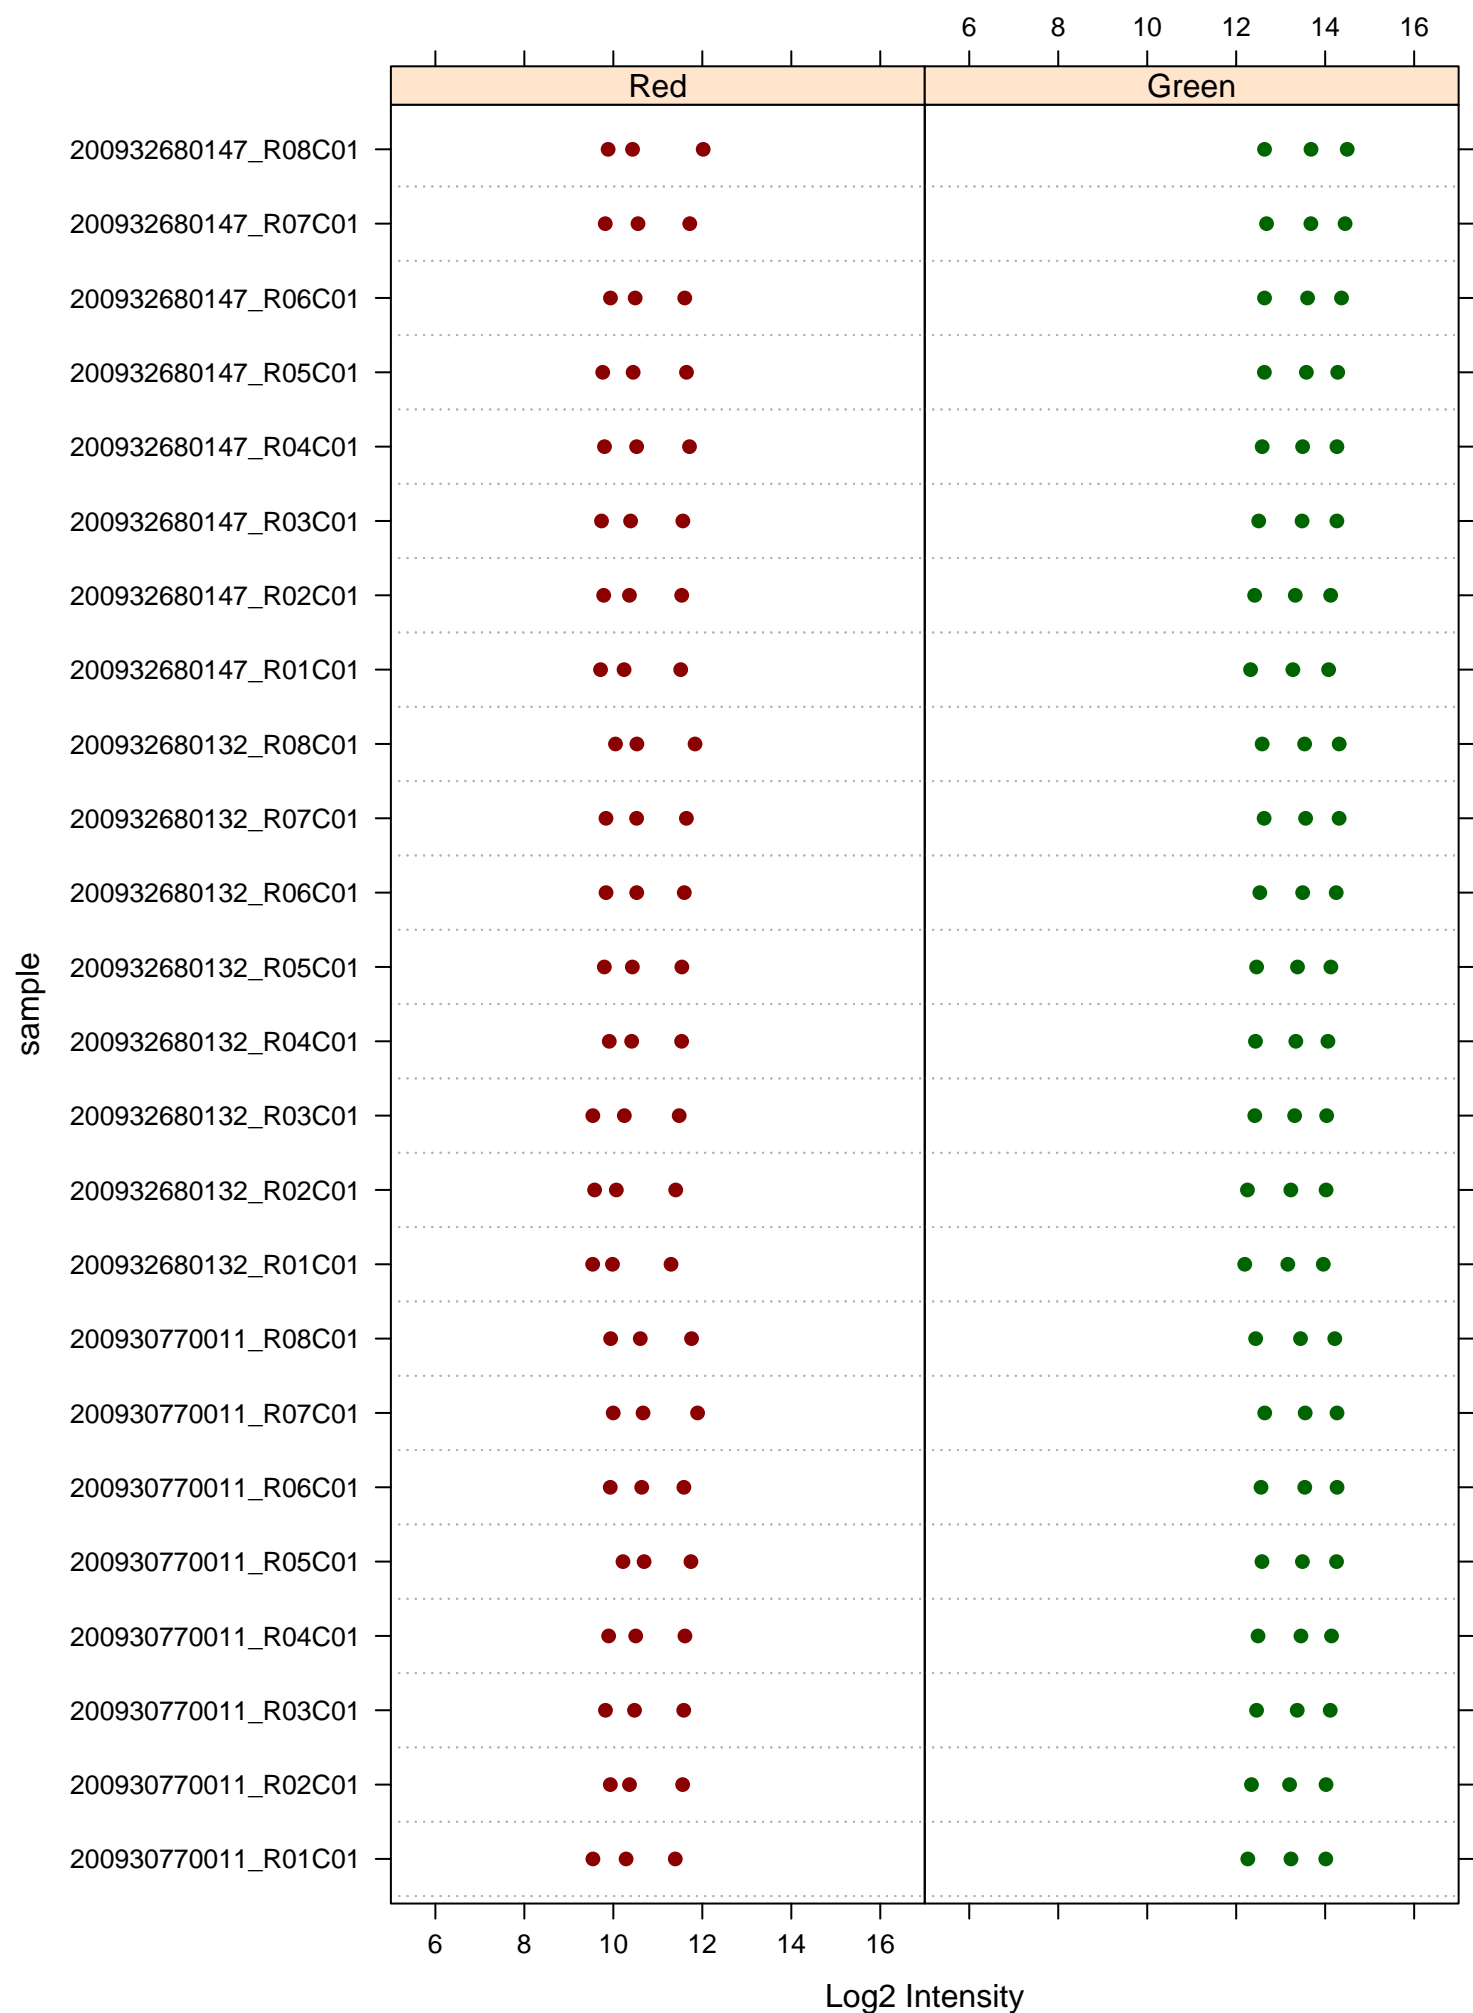 6 8 10 12 14 16
Red Green
200932680147_R08C01
200932680147_R07C01
200932680147_R06C01
200932680147_R05C01
200932680147_R04C01
200932680147_R03C01
200932680147_R02C01
200932680147_R01C01
200932680132_R08C01
200932680132_R07C01
200932680132_R06C01
200932680132_R05C01
200932680132_R04C01
200932680132_R03C01
200932680132_R02C01
200932680132_R01C01
200930770011_R08C01
200930770011_R07C01
200930770011_R06C01
200930770011_R05C01
200930770011_R04C01
200930770011_R03C01
200930770011_R02C01
200930770011_R01C01
sample
6 8 10 12 14 16
Log2 Intensity